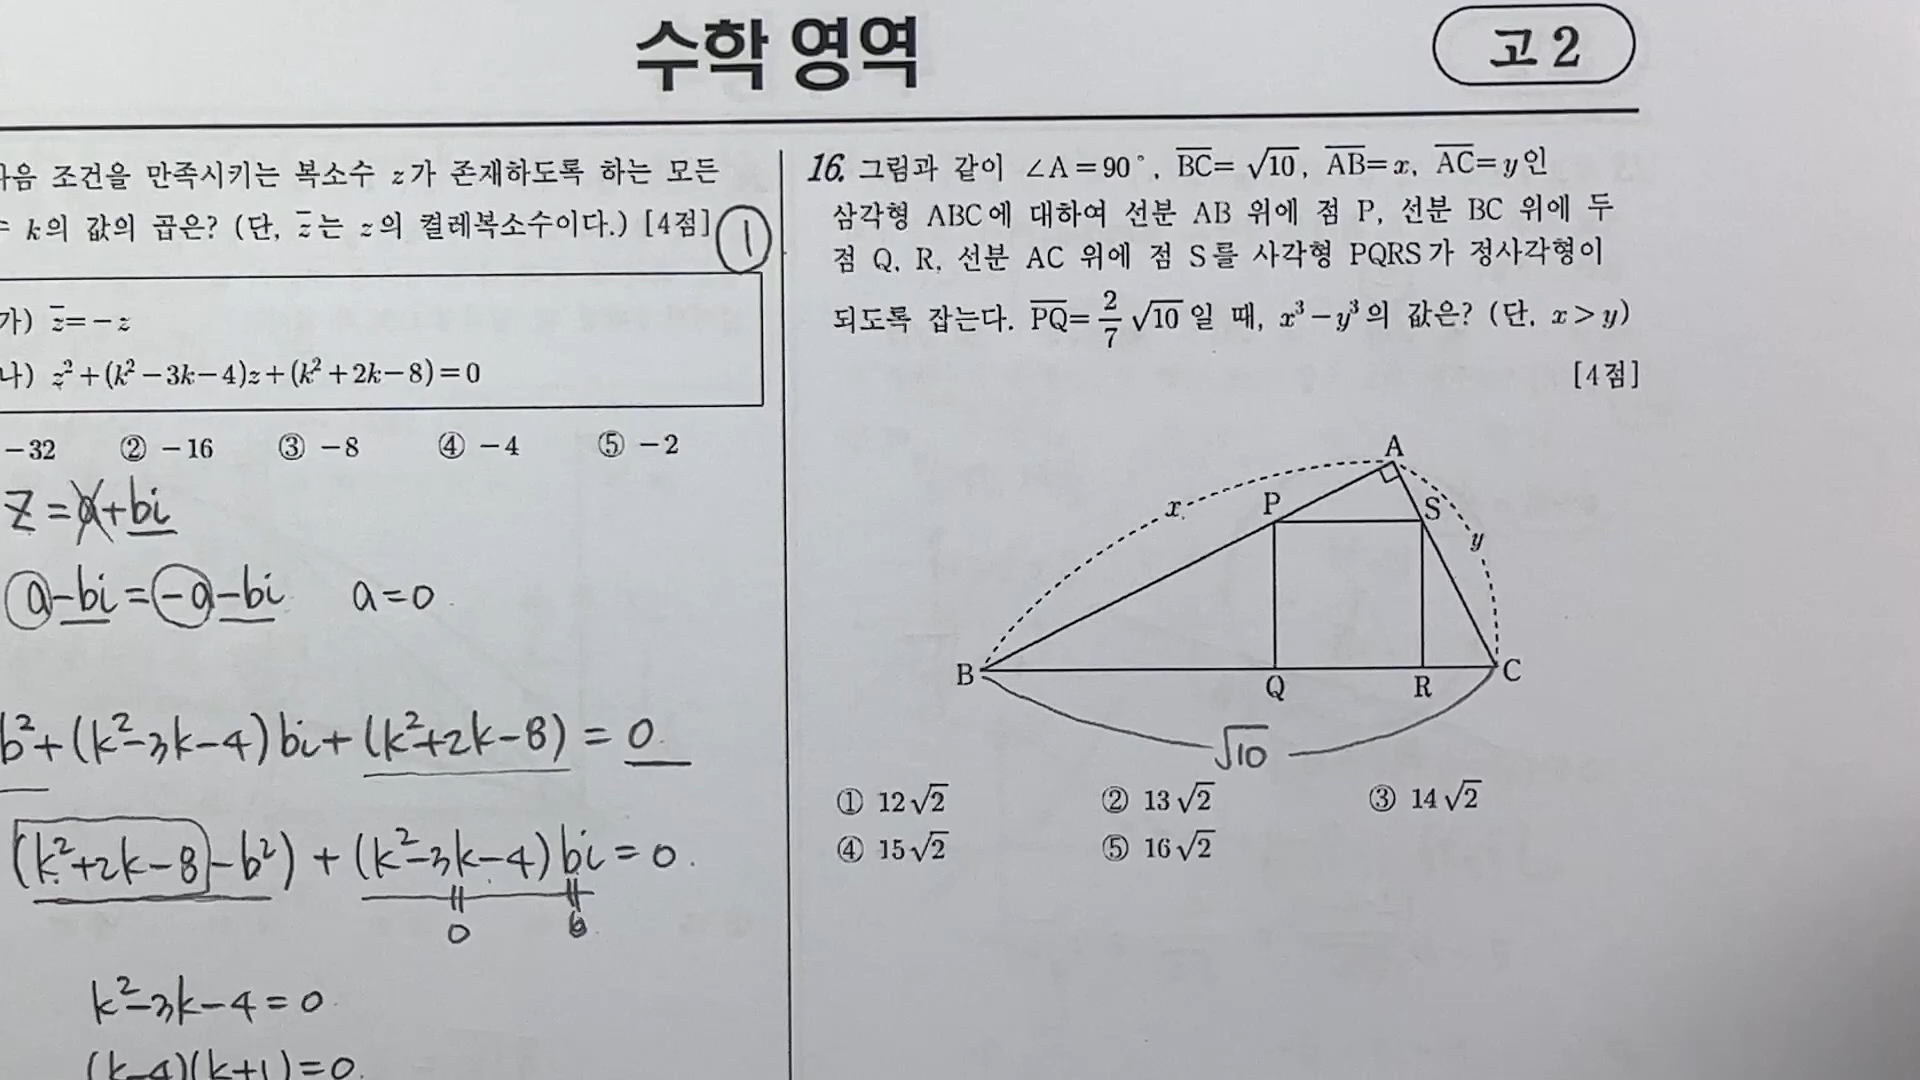 수학 영역
고 2
다음 조건을 만족시키는 복소수 z가 존재하도록 하는 모든
k의 값의 곱은? (단, z̄는 z의 켤레복소수이다.) [4점] ①
가) z̄=-z
나) z²+(k²-3k-4)z+(k²+2k-8)=0
-32 ② -16 ③ -8 ④ -4 ⑤ -2
z=a+bi
a-bi=-a-bi a=0
b²+(k²-3k-4)bi+(k²+2k-8)=0
(k²+2k-8-b²)+(k²-3k-4)bi=0.
0
k²-3k-4=0
(k-4)(k+1)=0
16. 그림과 같이 ∠A=90°, B̅C̅=√10, A̅B̅=x, A̅C̅=y인
삼각형 ABC에 대하여 선분 AB 위에 점 P, 선분 BC 위에 두
점 Q, R, 선분 AC 위에 점 S를 사각형 PQRS가 정사각형이
되도록 잡는다. P̅Q̅=2/7 √10 일 때, x³-y³의 값은? (단, x>y)
[4점]
A
x P S
y
B Q R C
√10
① 12√2 ② 13√2 ③ 14√2
④ 15√2 ⑤ 16√2